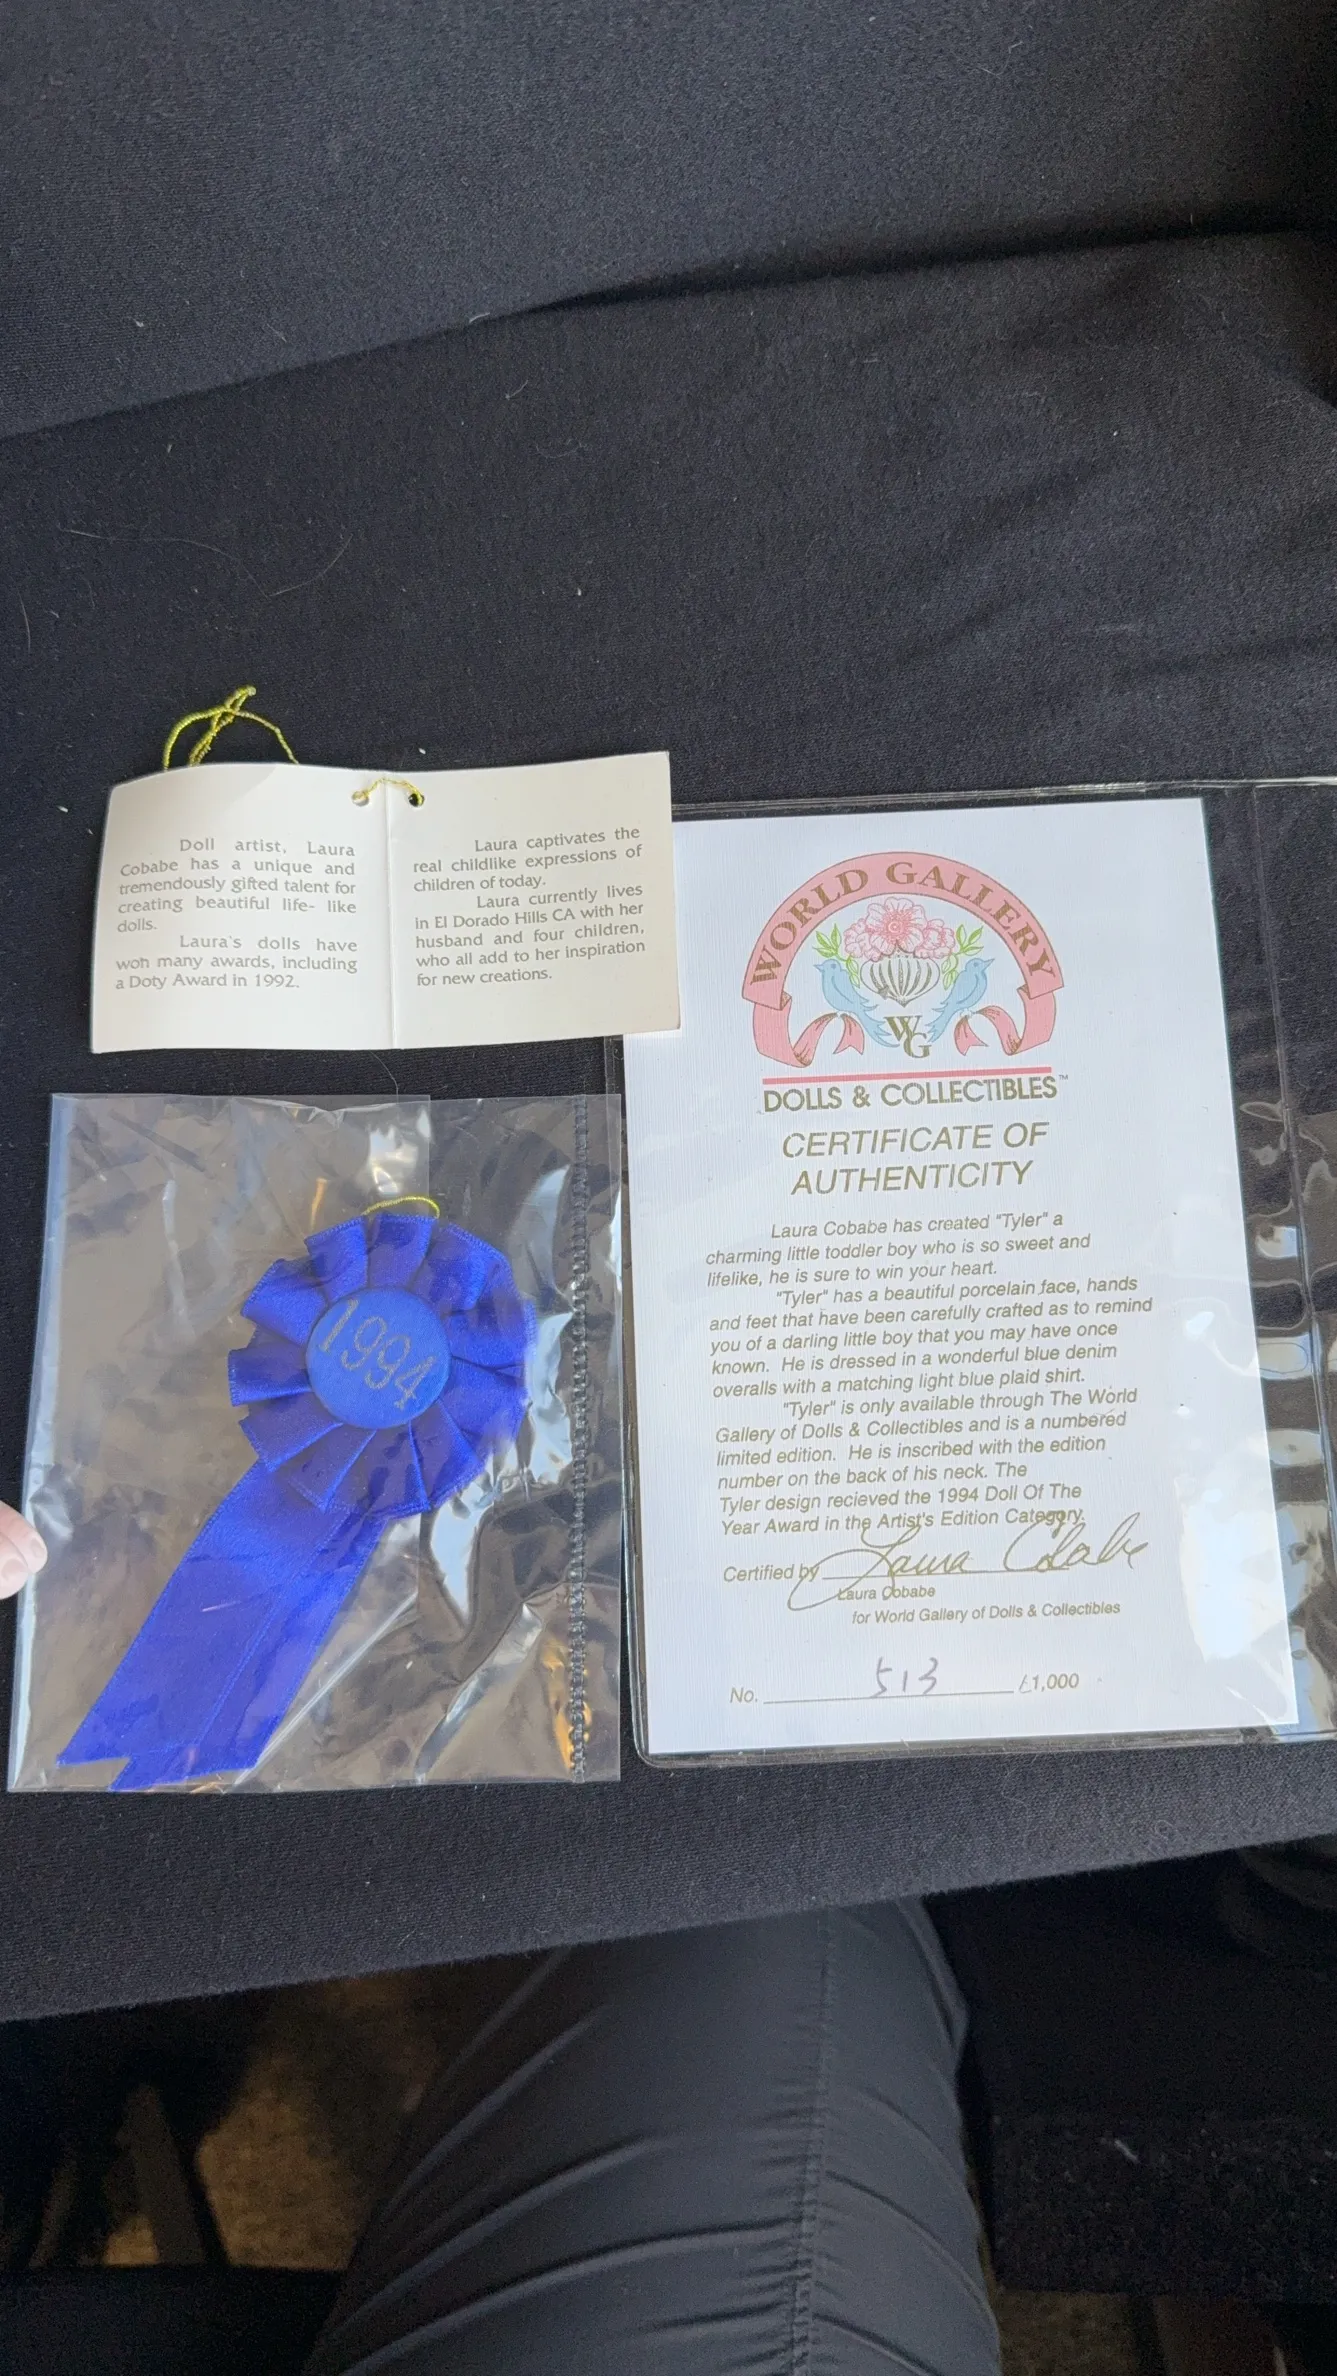 Doll artist, Laura
Cobabe has a unique and
tremendously gifted talent for
creating beautiful life- like
dolls.
Laura's dolls have
won many awards, including
a Doty Award in 1992.
Laura captivates the
real childlike expressions of
children of today.
Laura currently lives
in El Dorado Hills CA with her
husband and four children,
who all add to her inspiration
for new creations.
1994
WORLD GALLERY
WG
DOLLS & COLLECTIBLES™
CERTIFICATE OF
AUTHENTICITY
Laura Cobabe has created "Tyler" a
charming little toddler boy who is so sweet and
lifelike, he is sure to win your heart.
"Tyler" has a beautiful porcelain face, hands
and feet that have been carefully crafted as to remind
you of a darling little boy that you may have once
known. He is dressed in a wonderful blue denim
overalls with a matching light blue plaid shirt.
"Tyler" is only available through The World
Gallery of Dolls & Collectibles and is a numbered
limited edition. He is inscribed with the edition
number on the back of his neck. The
Tyler design recieved the 1994 Doll Of The
Year Award in the Artist's Edition Category.
Certified by Laura Cobabe
Laura Cobabe
for World Gallery of Dolls & Collectibles
No. 513 /1,000